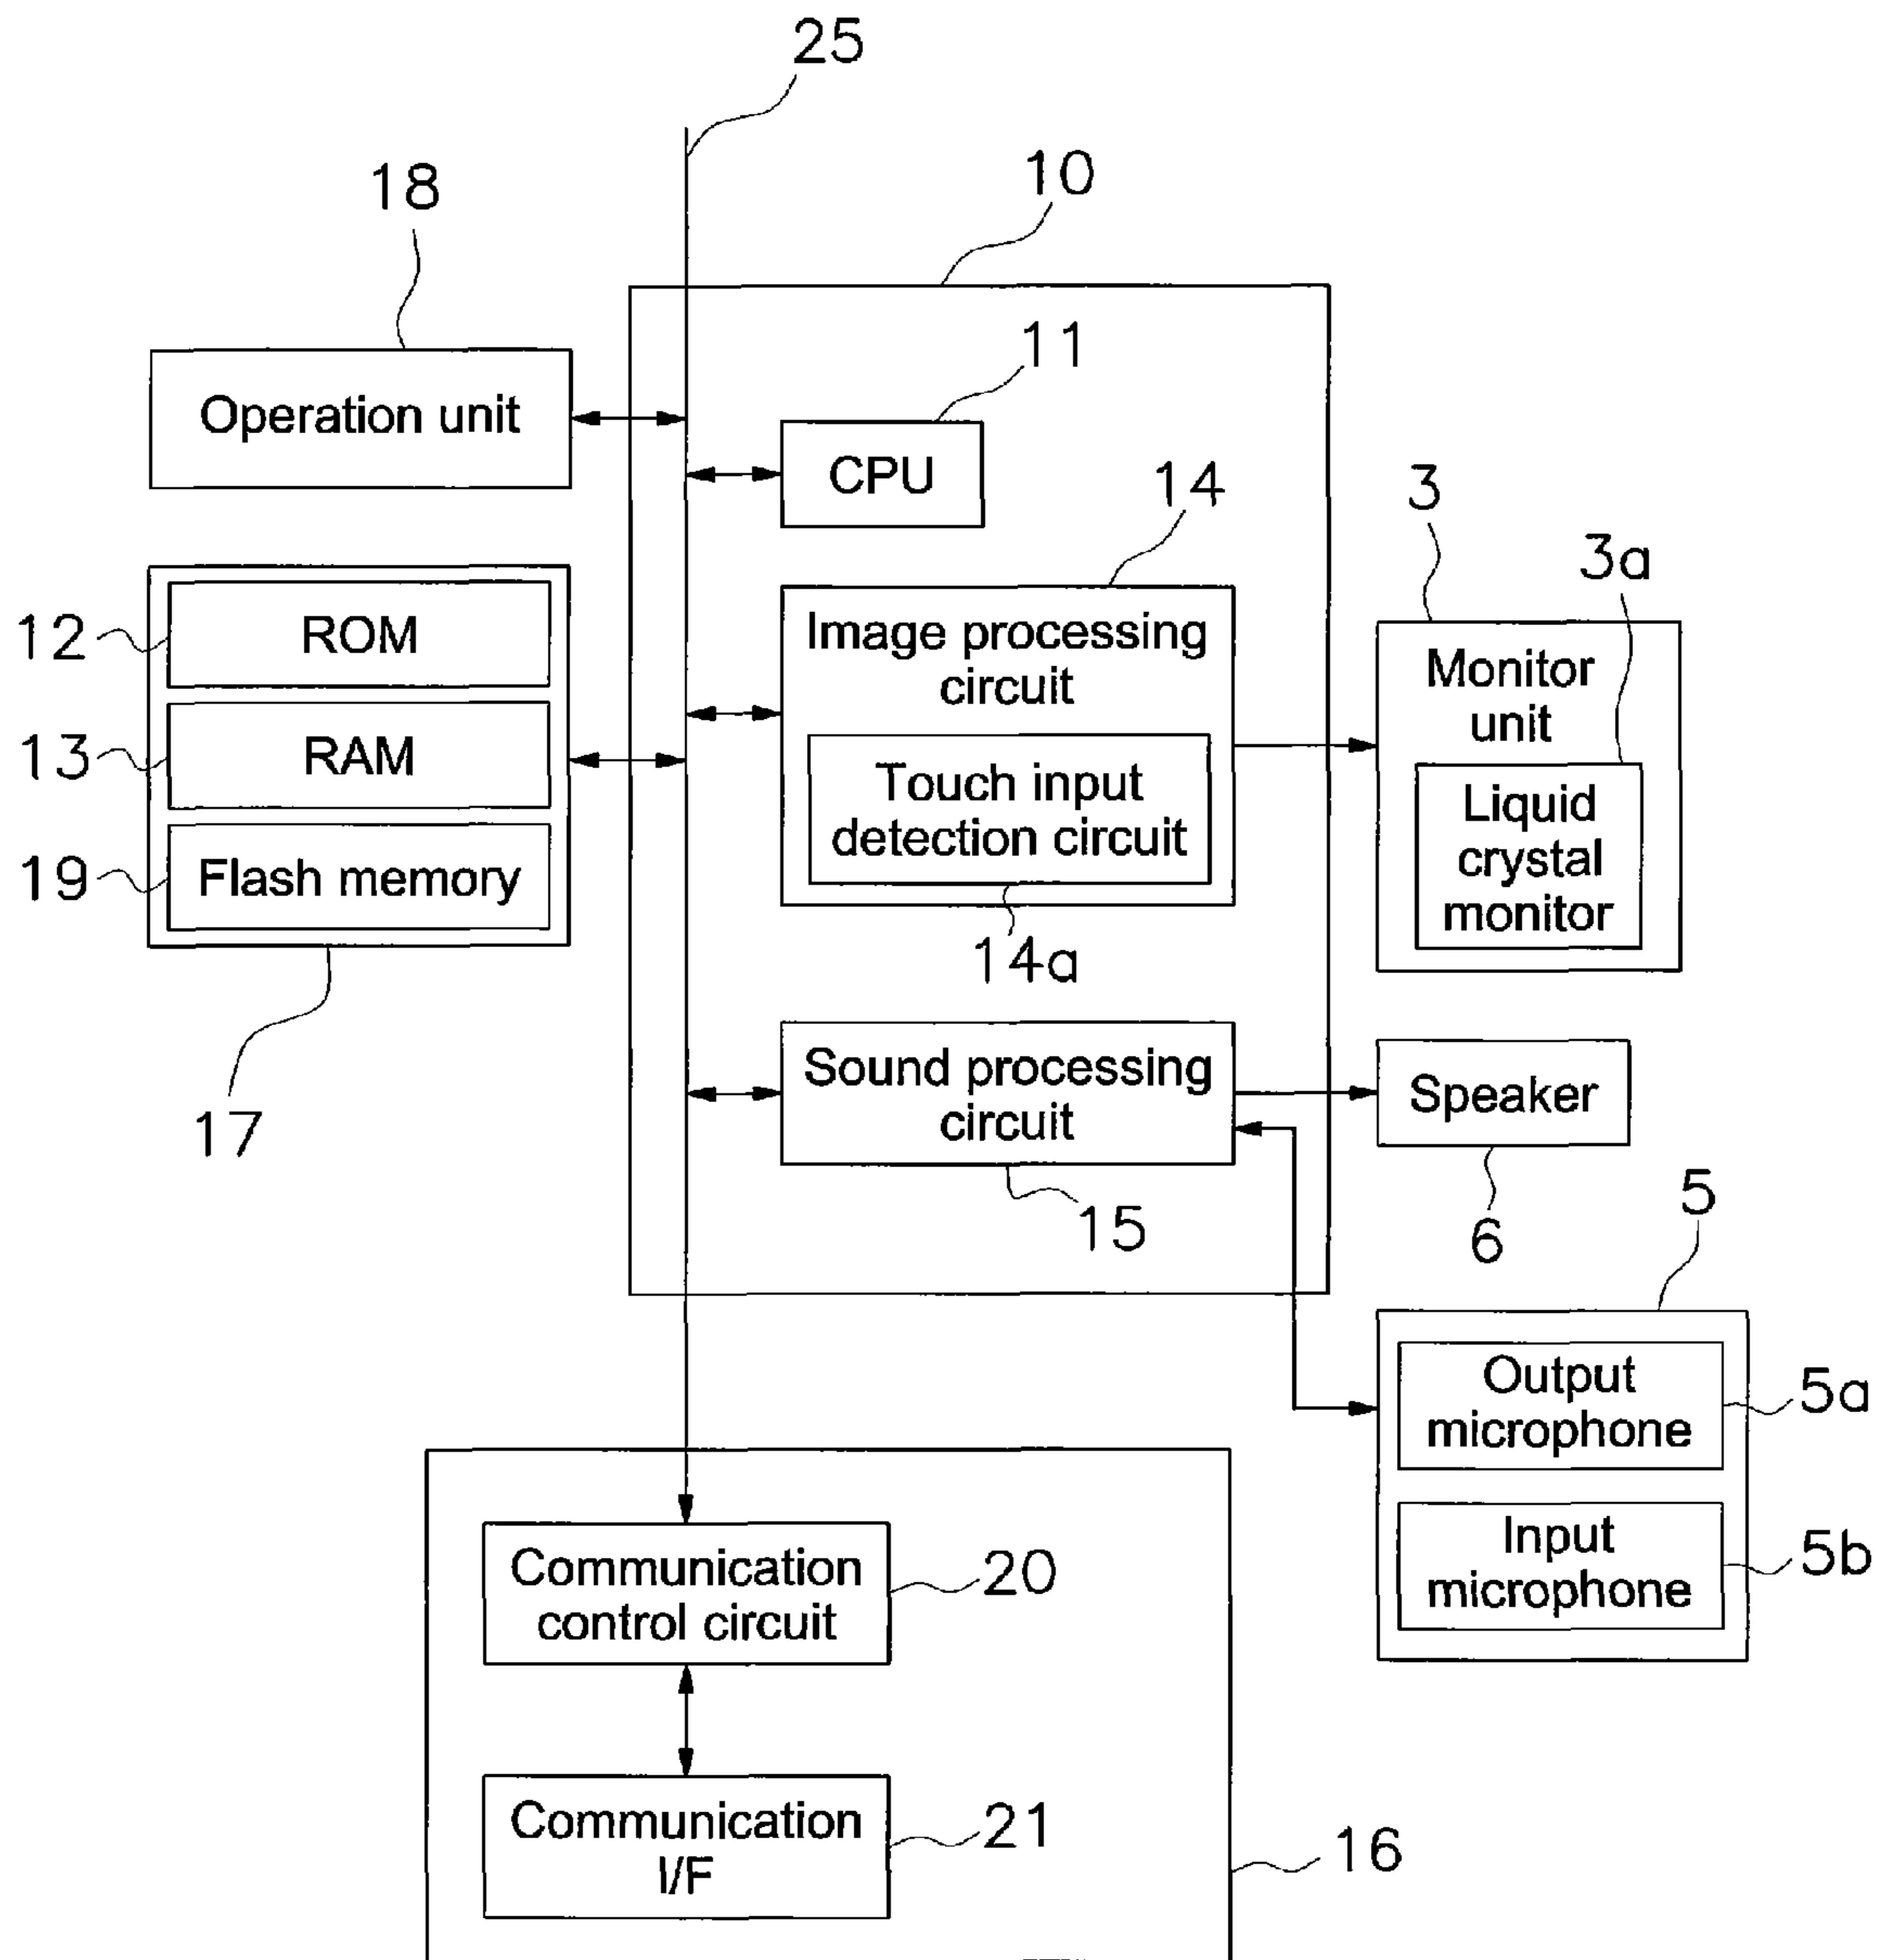 25
18
10
Operation unit
11
CPU
12
ROM
13
RAM
19
Flash memory
17
14
Image processing
circuit
Touch input
detection circuit
14a
3
3a
Monitor
unit
Liquid
crystal
monitor
Sound processing
circuit
15
Speaker
6
5
Output
microphone
5a
Input
microphone
5b
Communication
control circuit
20
Communication
I/F
21
16